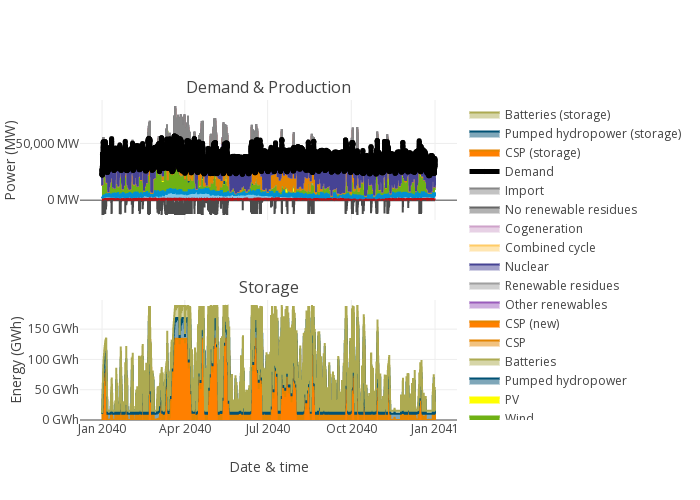 Demand & Production
Power (MW)
50,000 MW
0 MW
Storage
Energy (GWh)
150 GWh
100 GWh
50 GWh
0 GWh
Jan 2040
Apr 2040
Jul 2040
Oct 2040
Jan 2041
Date & time
Batteries (storage)
Pumped hydropower (storage)
CSP (storage)
Demand
Import
No renewable residues
Cogeneration
Combined cycle
Nuclear
Renewable residues
Other renewables
CSP (new)
CSP
Batteries
Pumped hydropower
PV
Wind